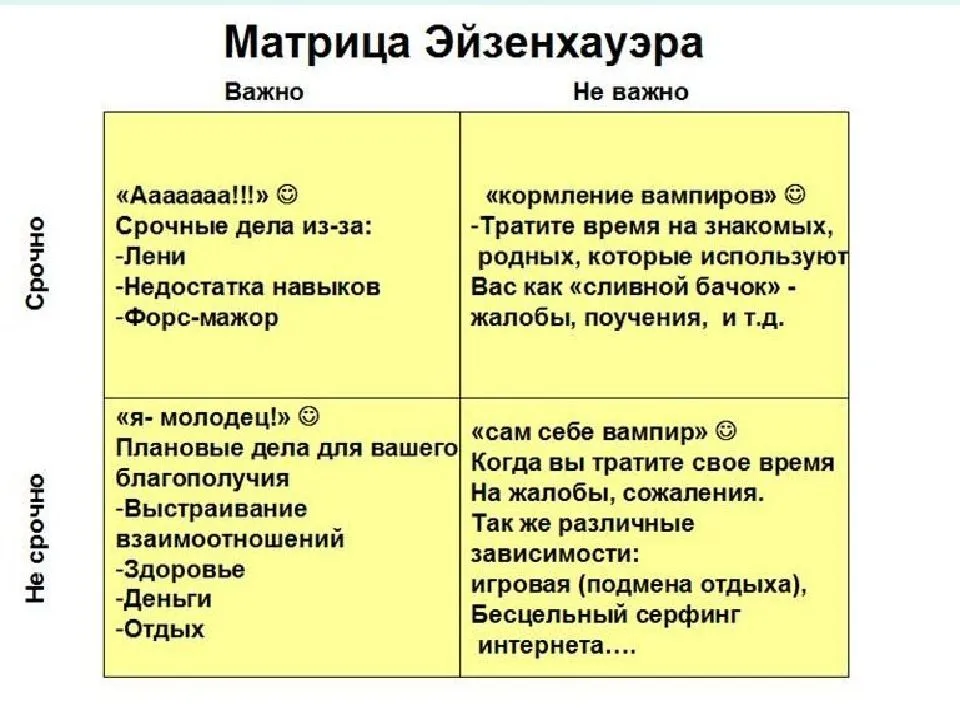 Матрица Эйзенхауэра
Важно
Не важно
Срочно
«Ааааааа!!!» ☺
Срочные дела из-за:
-Лени
-Недостатка навыков
-Форс-мажор
«кормление вампиров» ☺
-Тратите время на знакомых,
родных, которые используют
Вас как «сливной бачок» -
жалобы, поучения, и т.д.
Не срочно
«я- молодец!» ☺
Плановые дела для вашего
благополучия
-Выстраивание
взаимоотношений
-Здоровье
-Деньги
-Отдых
«сам себе вампир» ☺
Когда вы тратите свое время
На жалобы, сожаления.
Так же различные
зависимости:
игровая (подмена отдыха),
Бесцельный серфинг
интернета….